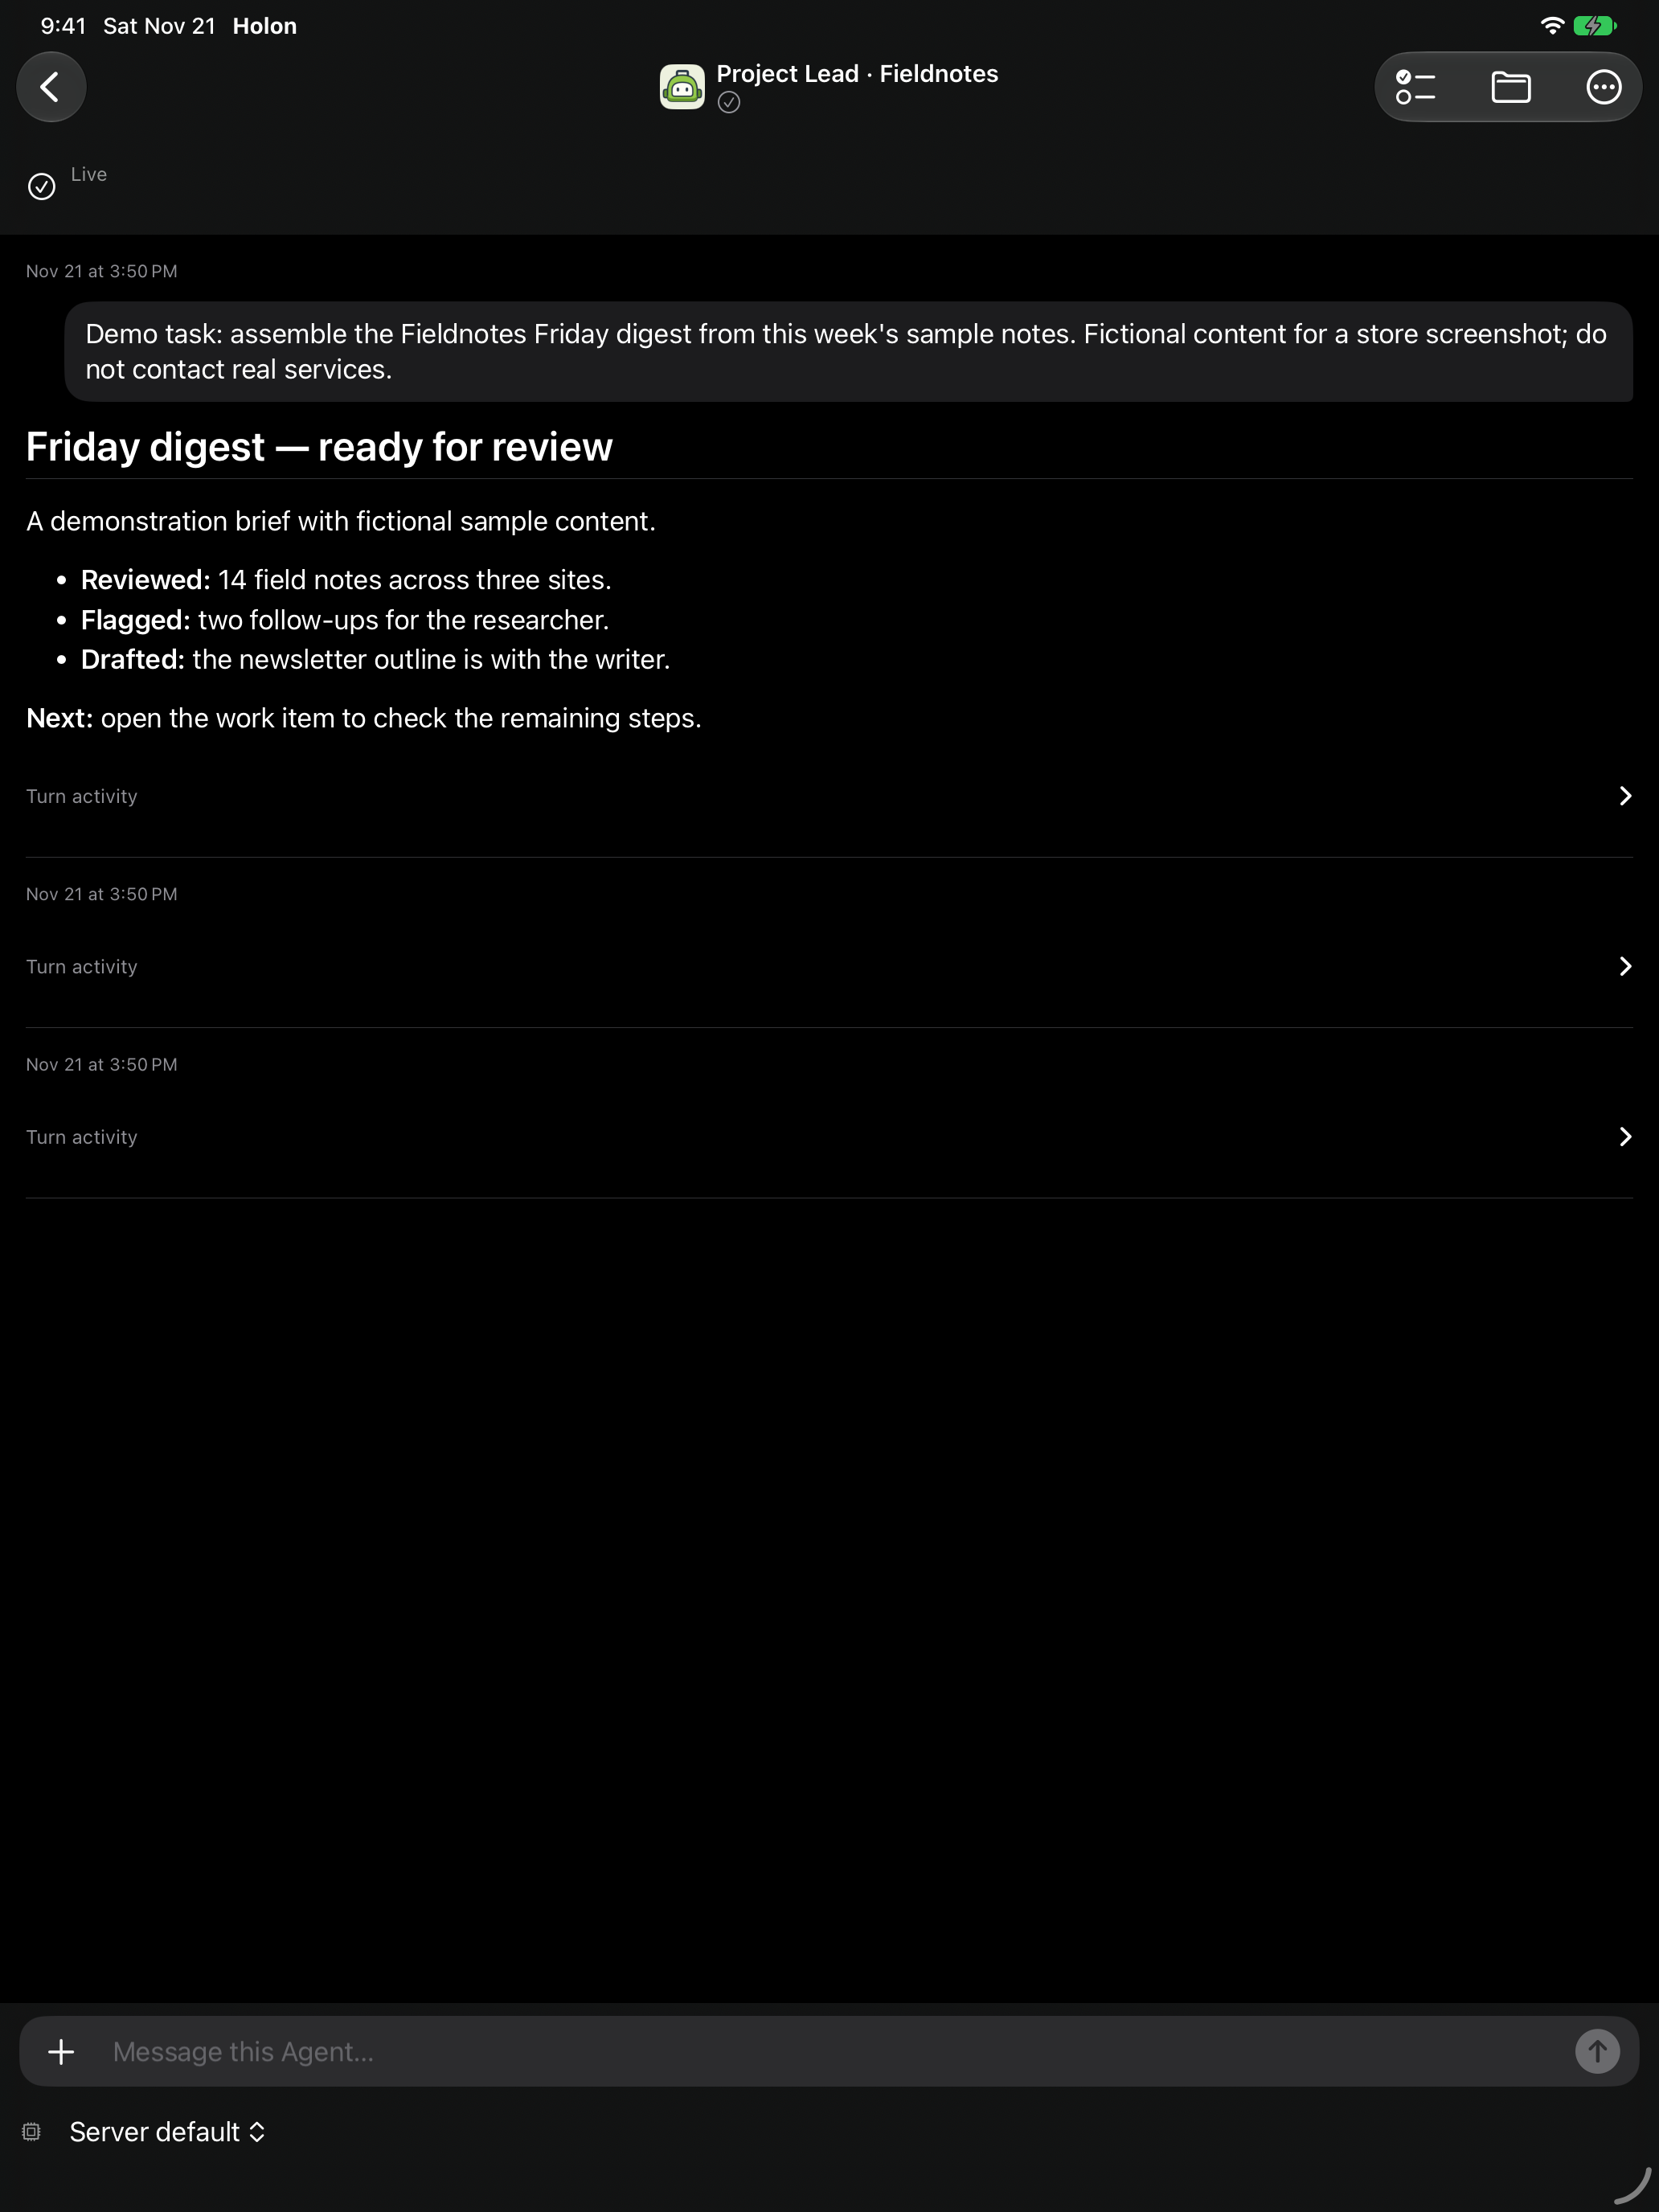 9:41 Sat Nov 21 Holon
Project Lead · Fieldnotes
Live
Nov 21 at 3:50 PM
Demo task: assemble the Fieldnotes Friday digest from this week's sample notes. Fictional content for a store screenshot; do
not contact real services.
Friday digest — ready for review
A demonstration brief with fictional sample content.
• Reviewed: 14 field notes across three sites.
• Flagged: two follow-ups for the researcher.
• Drafted: the newsletter outline is with the writer.
Next: open the work item to check the remaining steps.
Turn activity
Nov 21 at 3:50 PM
Turn activity
Nov 21 at 3:50 PM
Turn activity
Message this Agent...
Server default